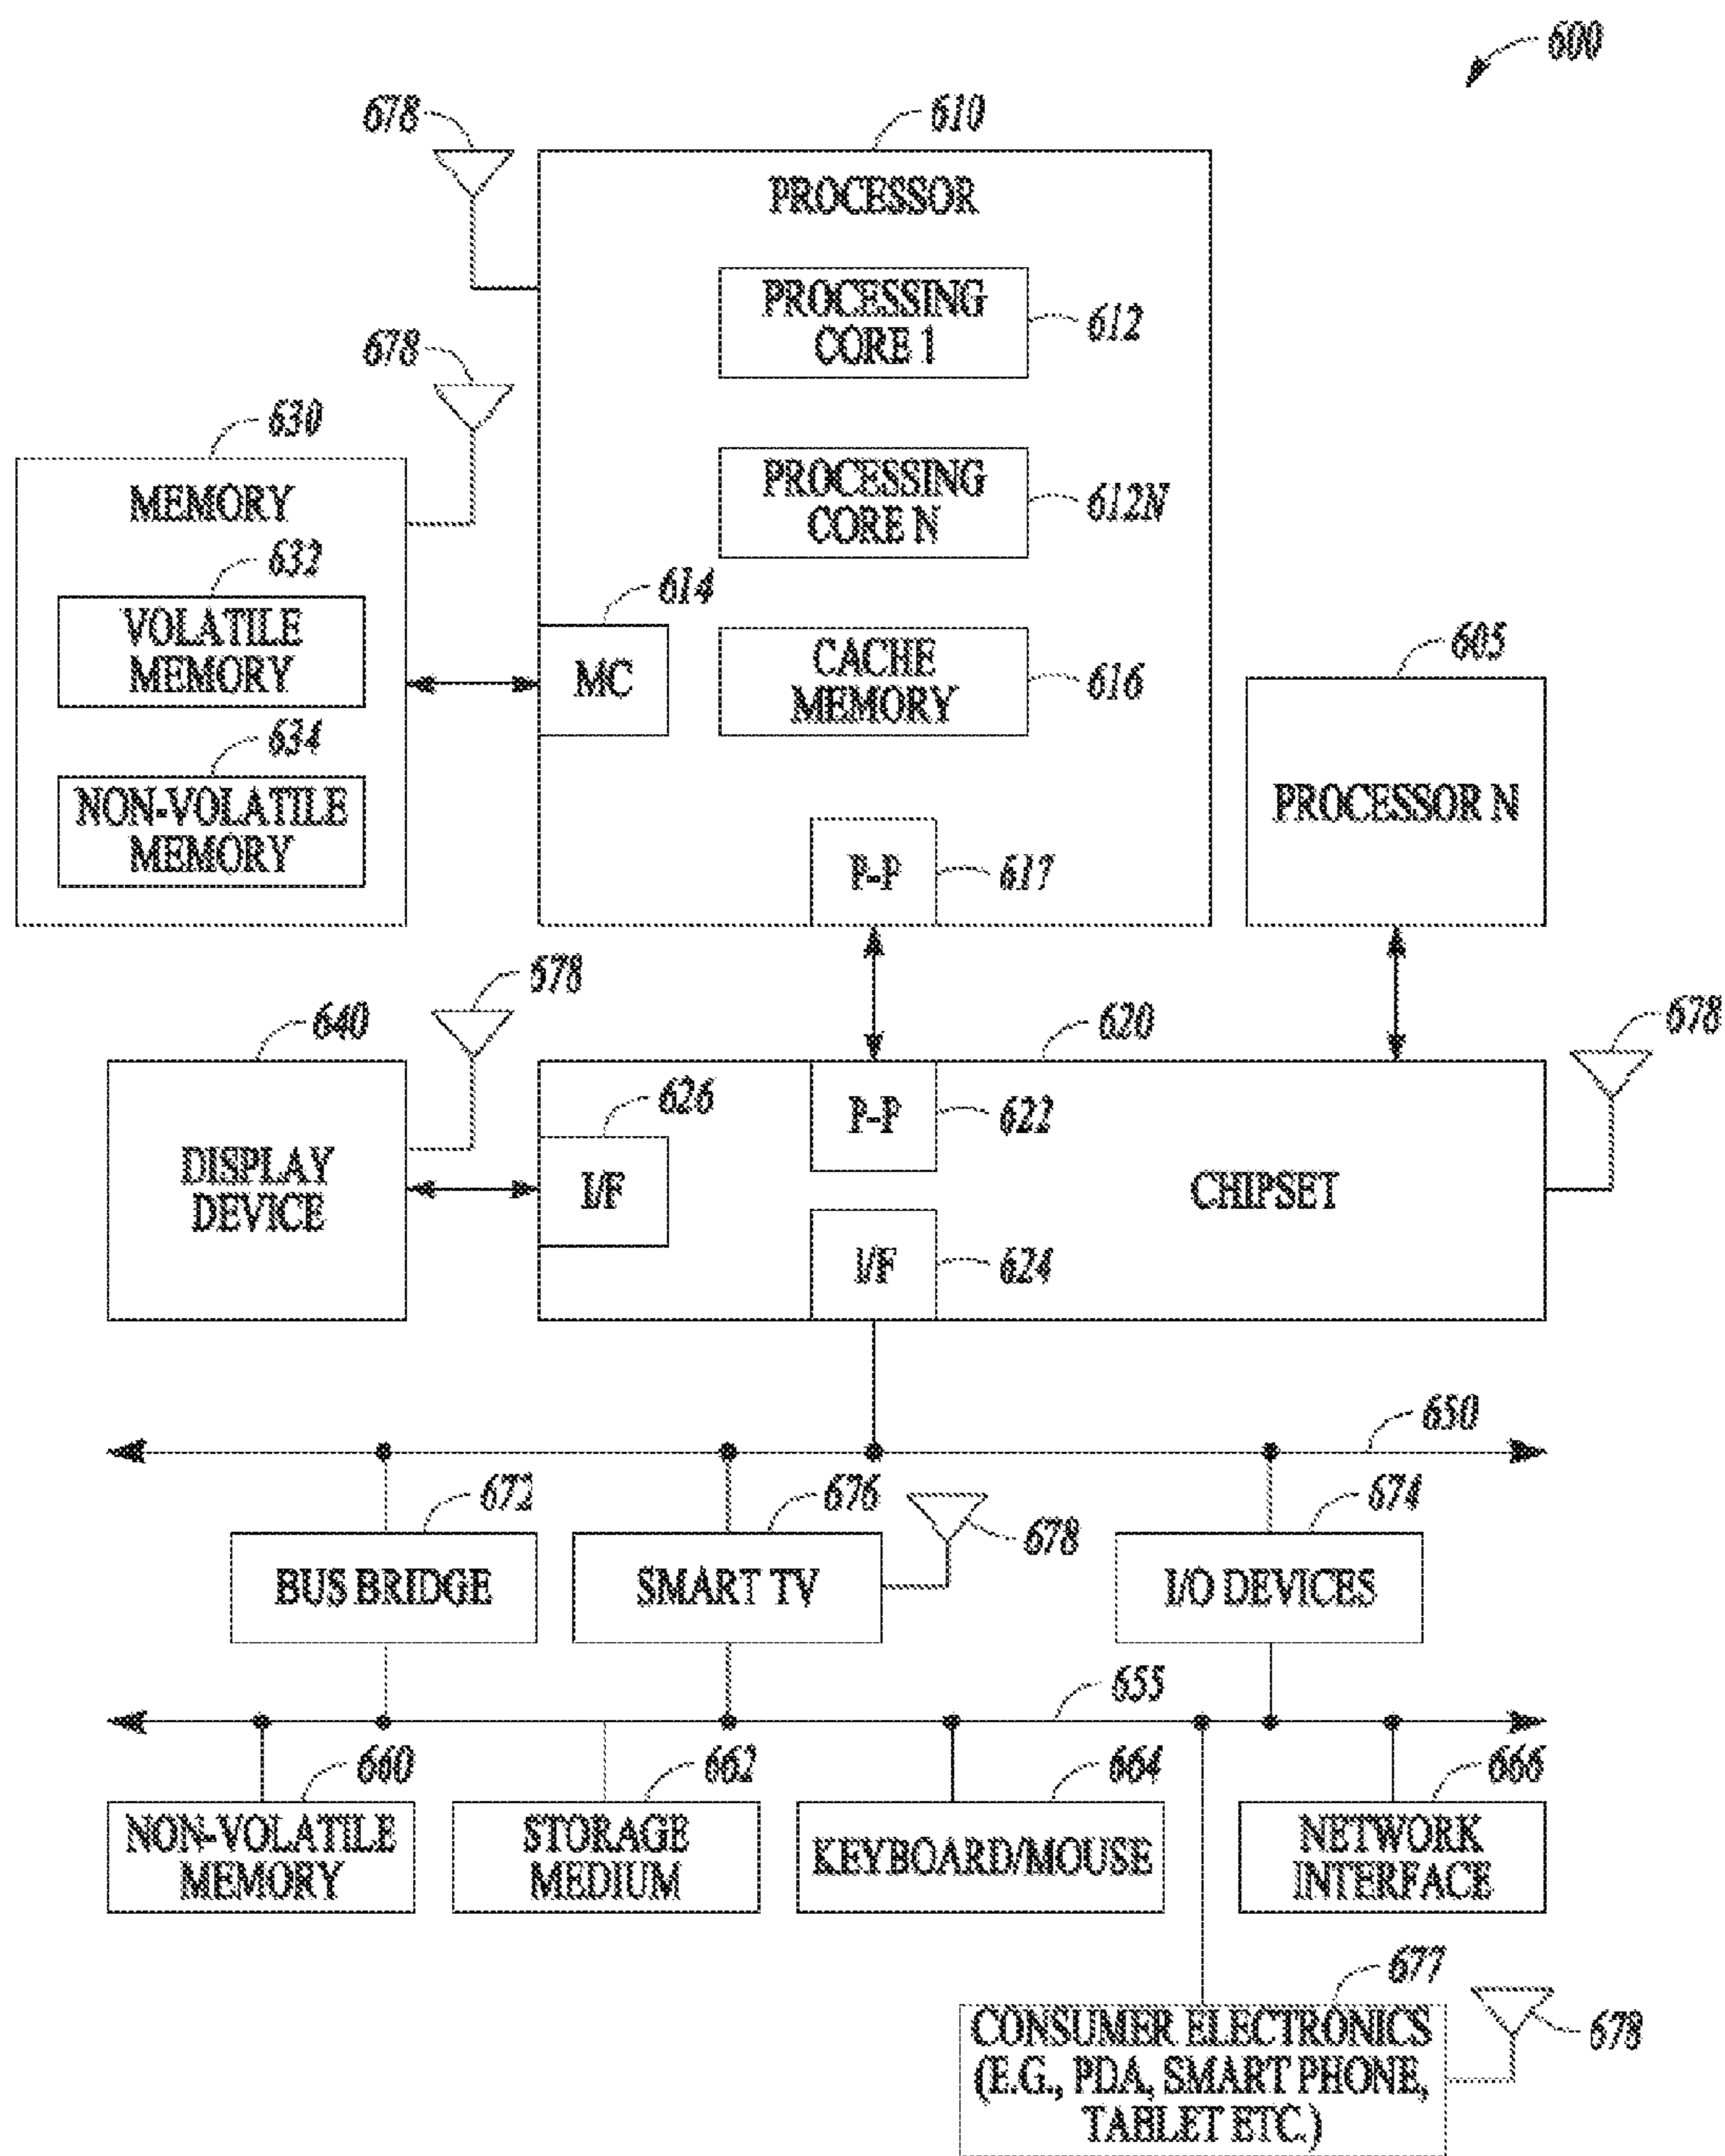 600
678
610
PROCESSOR
PROCESSING
CORE 1
612
678
630
MEMORY
PROCESSING
CORE N
612N
632
VOLATILE
MEMORY
614
MC
CACHE
MEMORY
616
605
634
NON-VOLATILE
MEMORY
PROCESSOR N
P-P
617
678
640
620
678
DISPLAY
DEVICE
626
I/F
P-P
622
CHIPSET
I/F
624
650
672
BUS BRIDGE
676
SMART TV
678
674
I/O DEVICES
655
660
NON-VOLATILE
MEMORY
662
STORAGE
MEDIUM
664
KEYBOARD/MOUSE
666
NETWORK
INTERFACE
677
CONSUMER ELECTRONICS
(E.G., PDA, SMART PHONE,
TABLET ETC.)
678